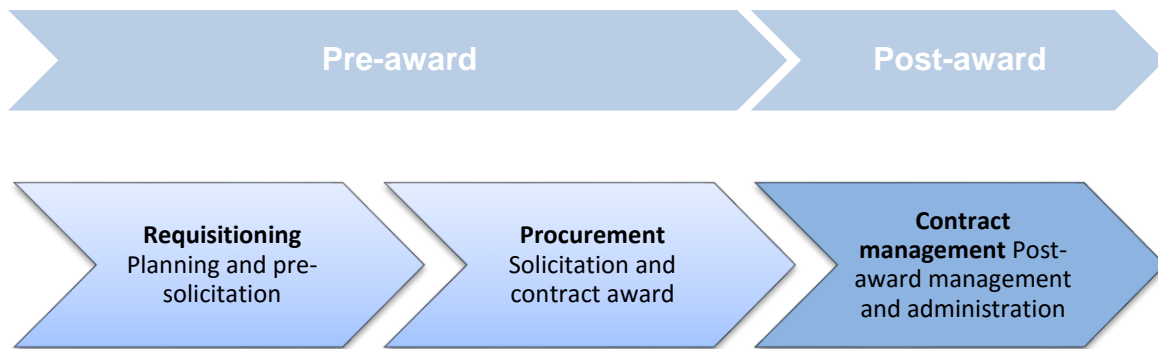 Pre-award
Post-award
Requisitioning
Planning and pre-
solicitation
Procurement
Solicitation and
contract award
Contract
management Post-
award management
and administration